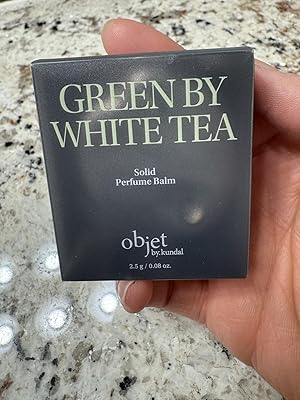 GREEN BY
WHITE TEA
Solid
Perfume Balm
objet
by.kundal
2.5 g / 0.08 oz.